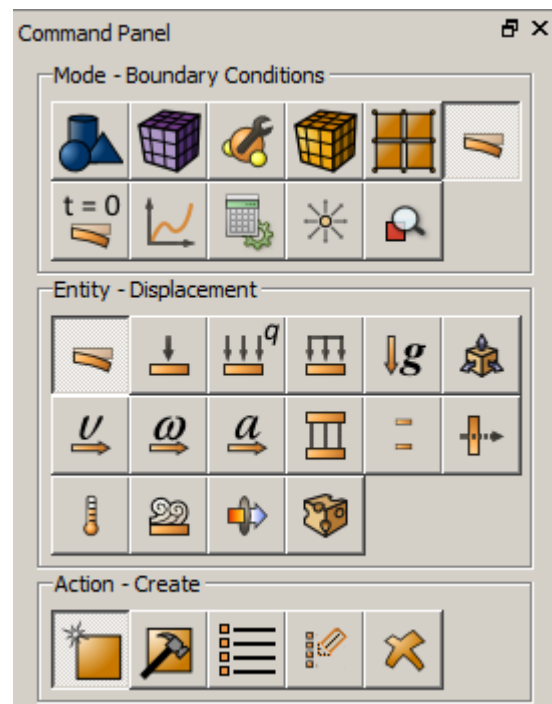 Command Panel
Mode - Boundary Conditions
t = 0
Entity - Displacement
q
g
υ ω a
Action - Create